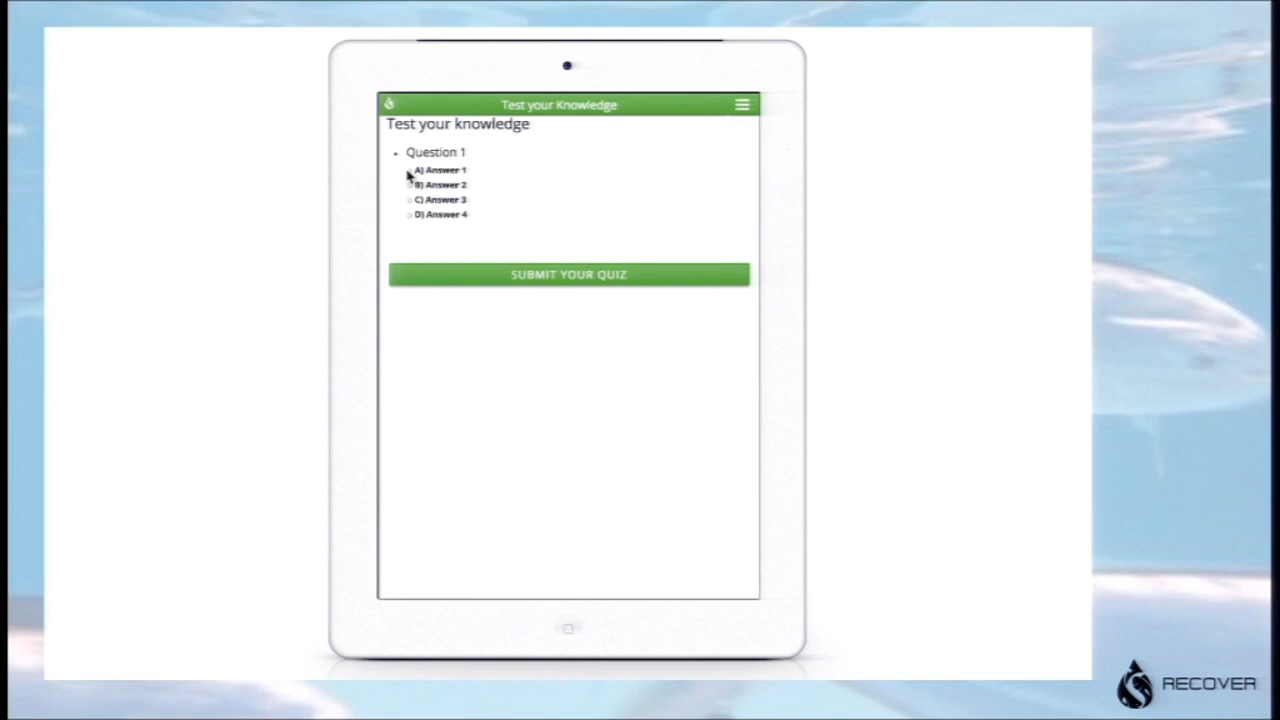 Test your Knowledge
Test your knowledge
Question 1
A) Answer 1
B) Answer 2
C) Answer 3
D) Answer 4
SUBMIT YOUR QUIZ
RECOVER